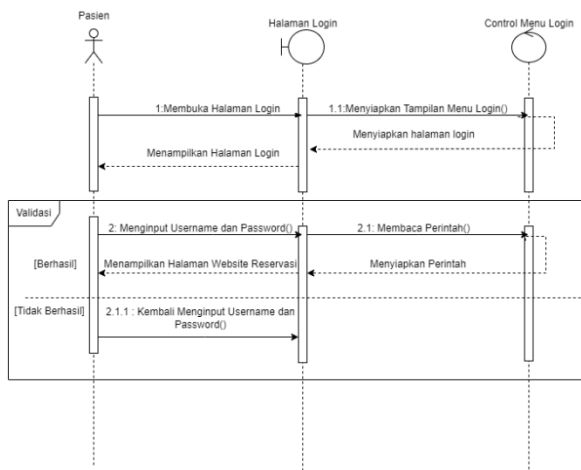 Pasien
Halaman Login
Control Menu Login
1:Membuka Halaman Login
1.1:Menyiapkan Tampilan Menu Login()
Menyiapkan halaman login
Menampilkan Halaman Login
Validasi
2: Menginput Username dan Password()
2.1: Membaca Perintah()
[Berhasil]
Menampilkan Halaman Website Reservasi
Menyiapkan Perintah
[Tidak Berhasil]
2.1.1 : Kembali Menginput Username dan
Password()